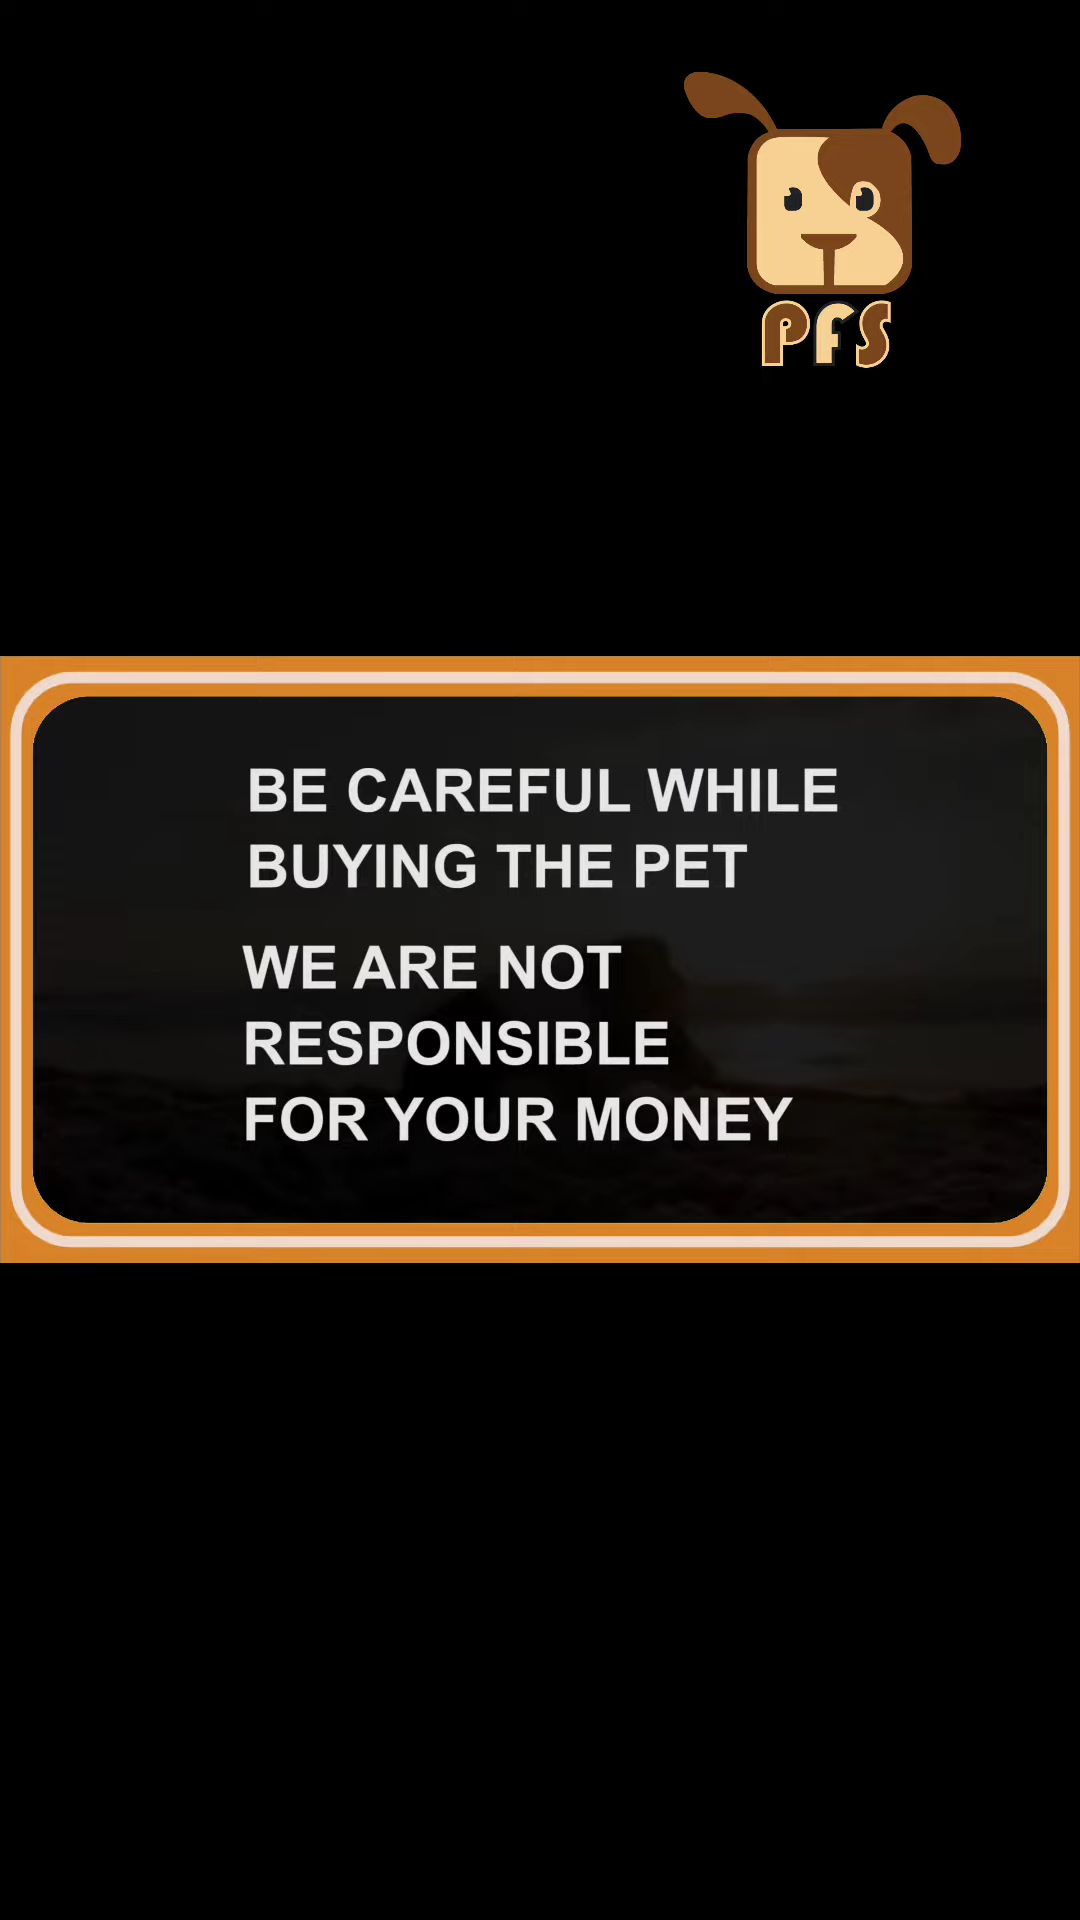 PFS
BE CAREFUL WHILE
BUYING THE PET
WE ARE NOT
RESPONSIBLE
FOR YOUR MONEY